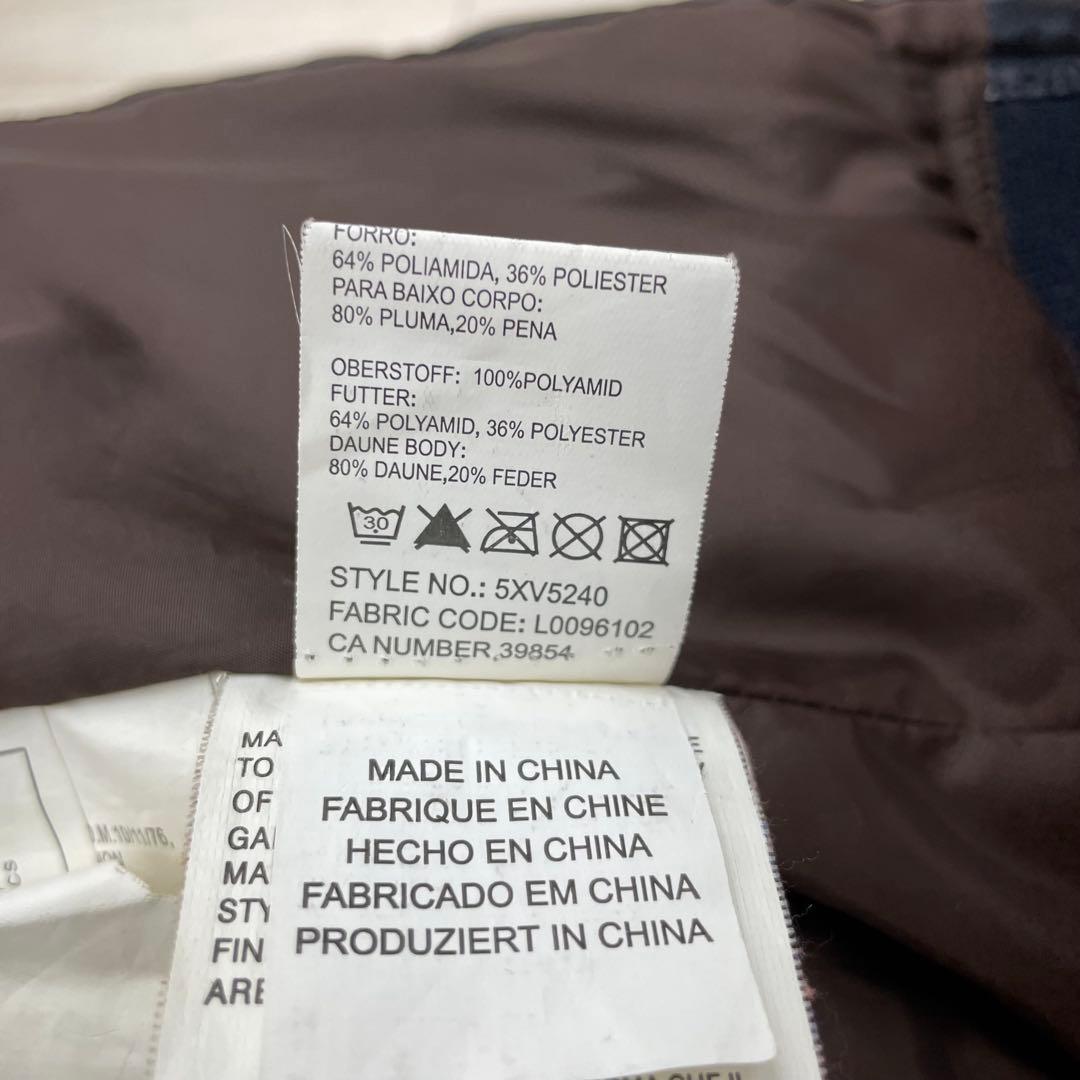 FORRO:
64% POLIAMIDA, 36% POLIESTER
PARA BAIXO CORPO:
80% PLUMA,20% PENA
OBERSTOFF: 100%POLYAMID
FUTTER:
64% POLYAMID, 36% POLYESTER
DAUNE BODY:
80% DAUNE,20% FEDER
30
STYLE NO.: 5XV5240
FABRIC CODE: L0096102
CA NUMBER,39854
MADE IN CHINA
FABRIQUE EN CHINE
HECHO EN CHINA
FABRICADO EM CHINA
PRODUZIERT IN CHINA
MA
TO
OF
GA
MA
STY
FIN
ARE
.M.10/11/76,